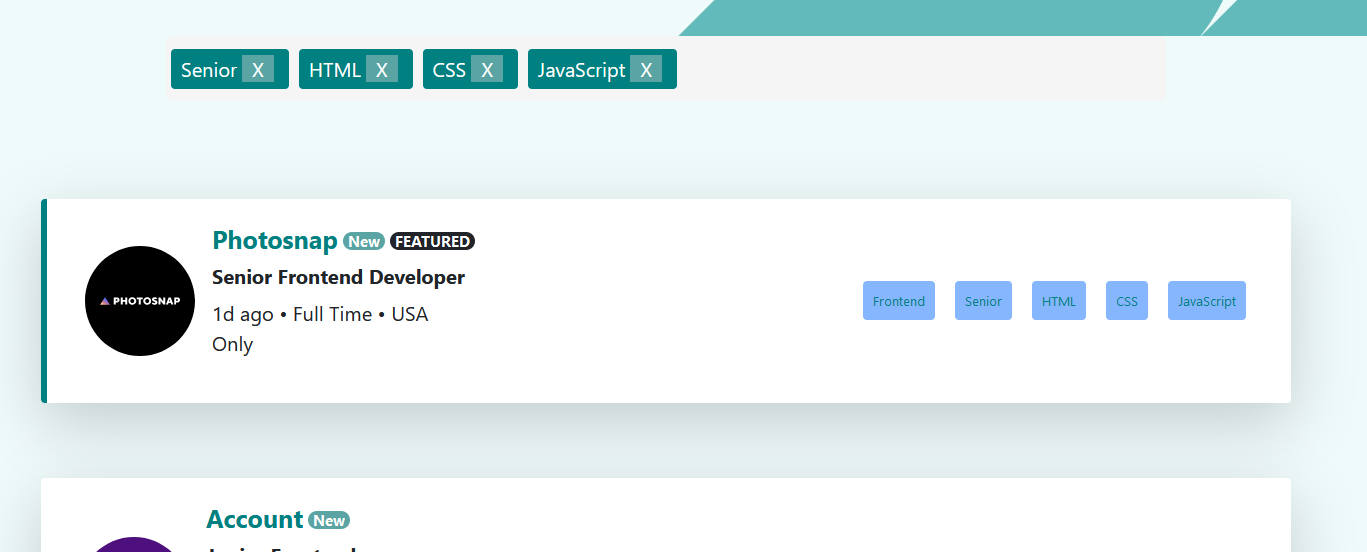 Senior X HTML X CSS X JavaScript X
Photosnap New FEATURED
PHOTOSNAP
Senior Frontend Developer
1d ago • Full Time • USA
Only
Frontend Senior HTML CSS JavaScript
Account New